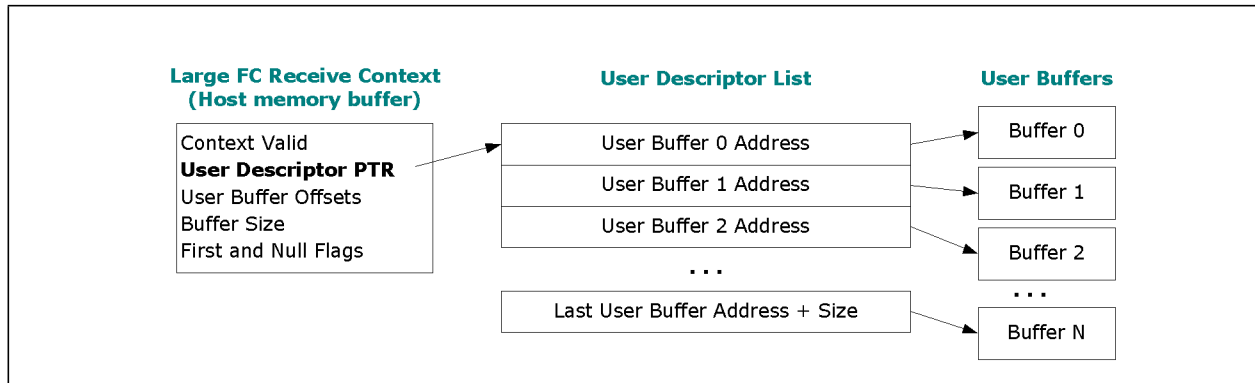 Large FC Receive Context
(Host memory buffer)
Context Valid
User Descriptor PTR
User Buffer Offsets
Buffer Size
First and Null Flags
User Descriptor List
User Buffer 0 Address
User Buffer 1 Address
User Buffer 2 Address
...
Last User Buffer Address + Size
User Buffers
Buffer 0
Buffer 1
Buffer 2
...
Buffer N